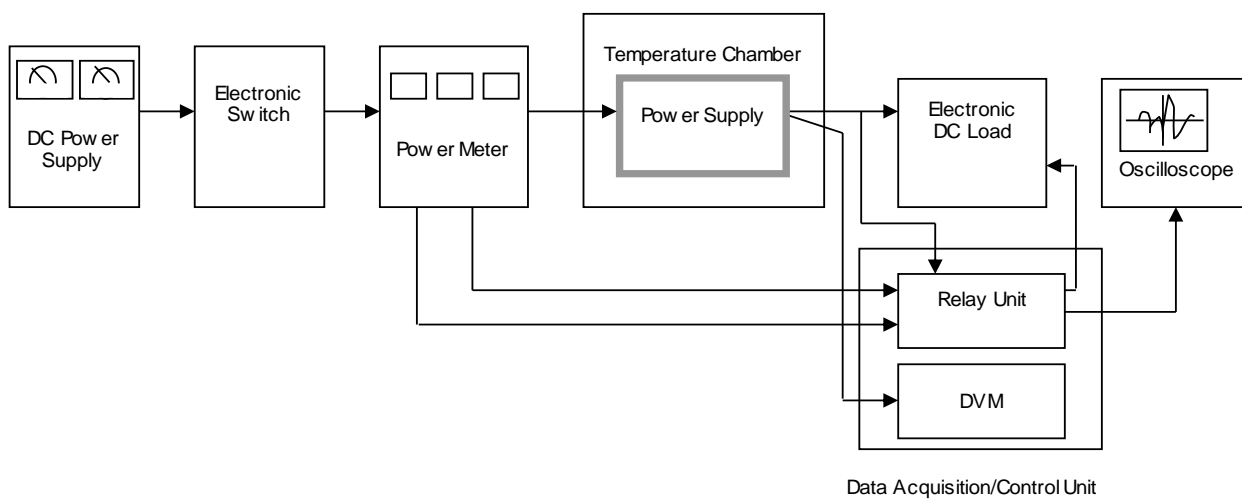 Temperature Chamber
DC Power
Supply
Electronic
Switch
Power Meter
Power Supply
Electronic
DC Load
Oscilloscope
Relay Unit
DVM
Data Acquisition/Control Unit